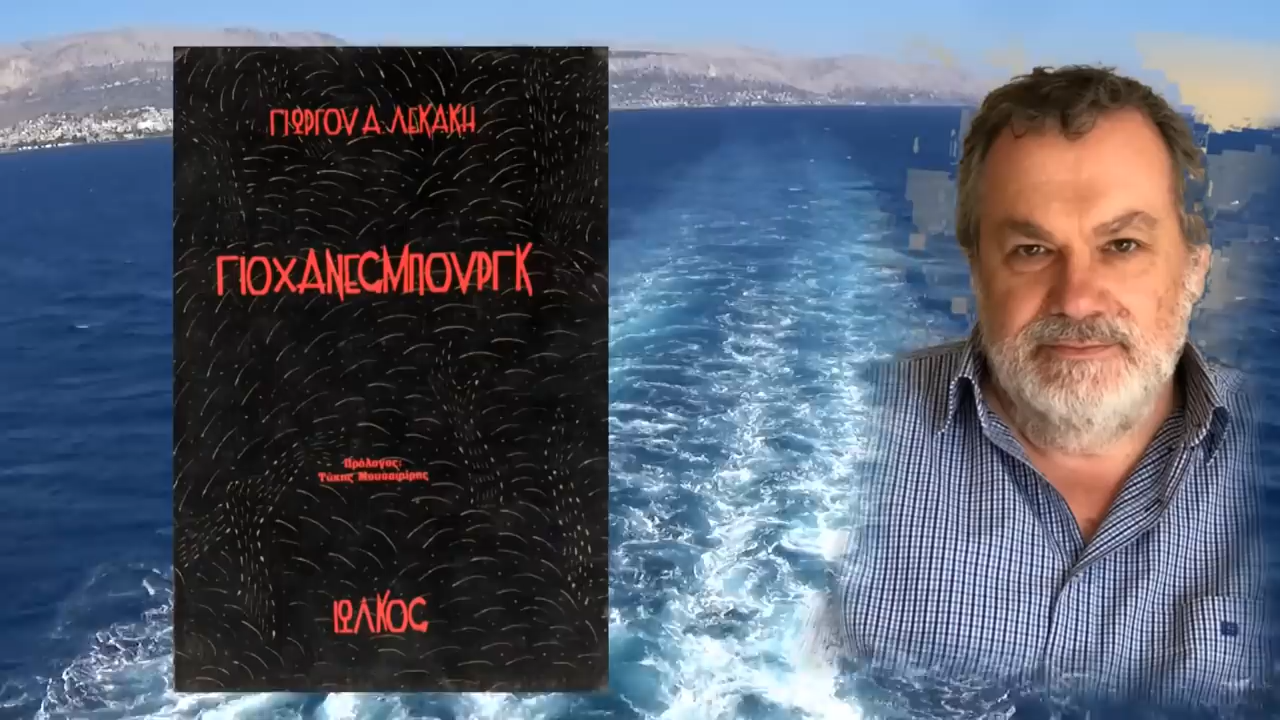 ΓΙΩΡΓΟΥ Δ. ΛΕΚΑΚΗ
ΓΙΟΧΑΝΕΣΜΠΟΥΡΓΚ
Πρόλογος:
Τάκης Μουσαφίρης
ΙΩΛΚΟΣ